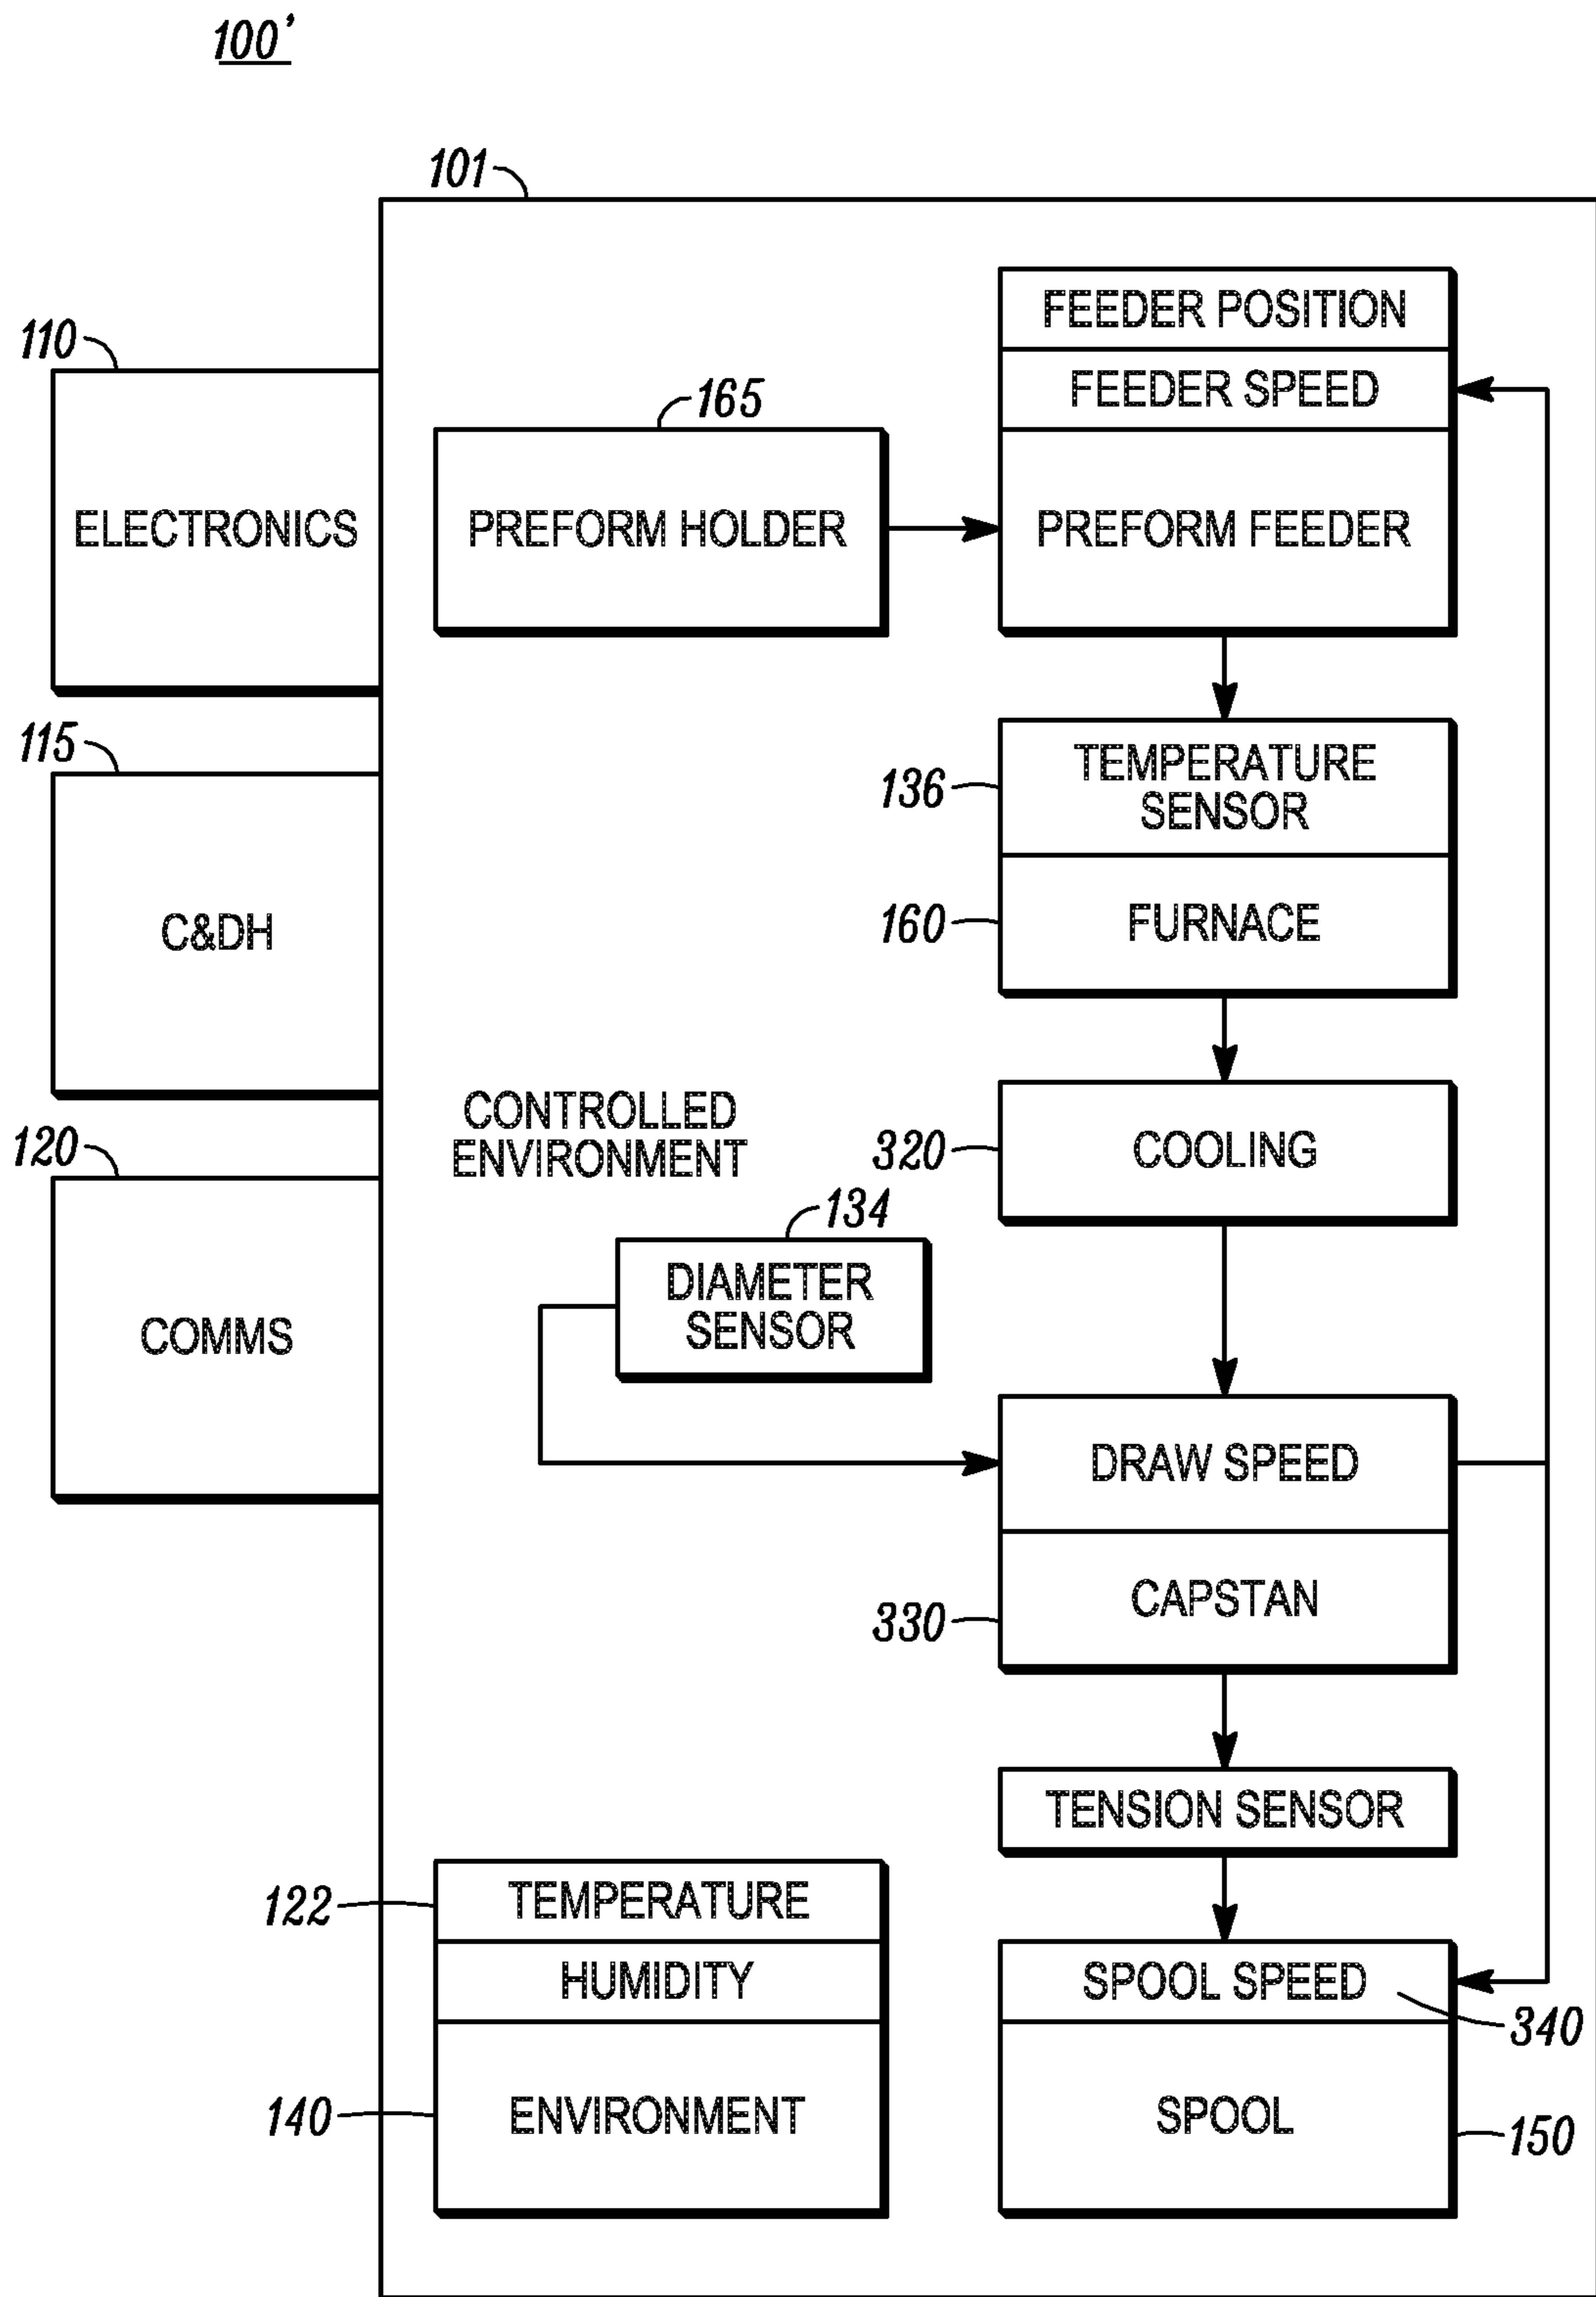 100'
101
110
ELECTRONICS
115
C&DH
120
COMMS
165
PREFORM HOLDER
FEEDER POSITION
FEEDER SPEED
PREFORM FEEDER
136
TEMPERATURE
SENSOR
160
FURNACE
CONTROLLED
ENVIRONMENT
320
COOLING
134
DIAMETER
SENSOR
DRAW SPEED
330
CAPSTAN
TENSION SENSOR
122
TEMPERATURE
HUMIDITY
140
ENVIRONMENT
SPOOL SPEED
340
SPOOL
150